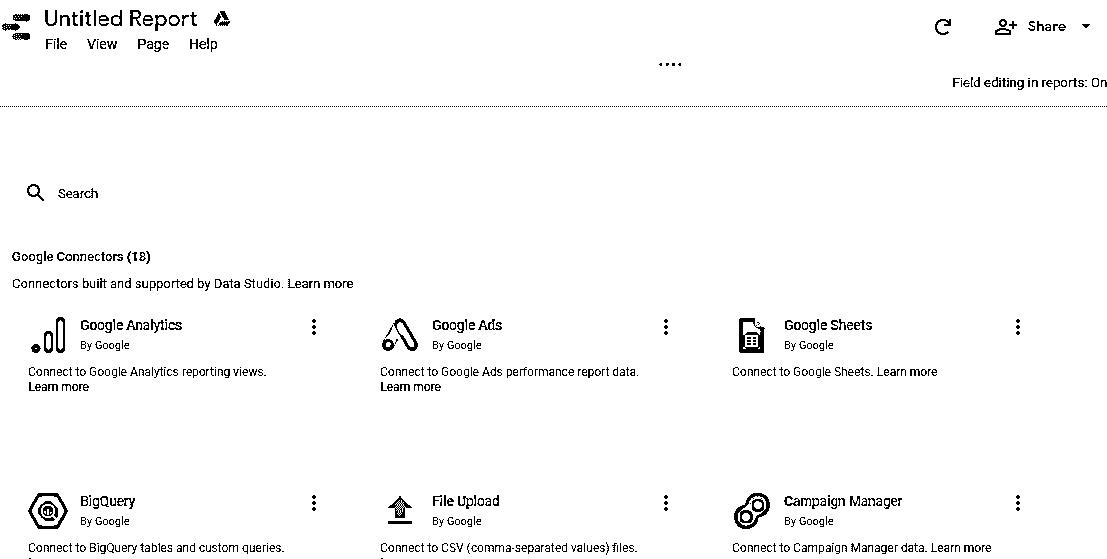 Untitled Report
File View Page Help
Share
Field editing in reports: On
Search
Google Connectors (18)
Connectors built and supported by Data Studio. Learn more
Google Analytics
By Google
Connect to Google Analytics reporting views.
Learn more
Google Ads
By Google
Connect to Google Ads performance report data.
Learn more
Google Sheets
By Google
Connect to Google Sheets. Learn more
BigQuery
By Google
Connect to BigQuery tables and custom queries.
File Upload
By Google
Connect to CSV (comma-separated values) files.
Campaign Manager
By Google
Connect to Campaign Manager data. Learn more